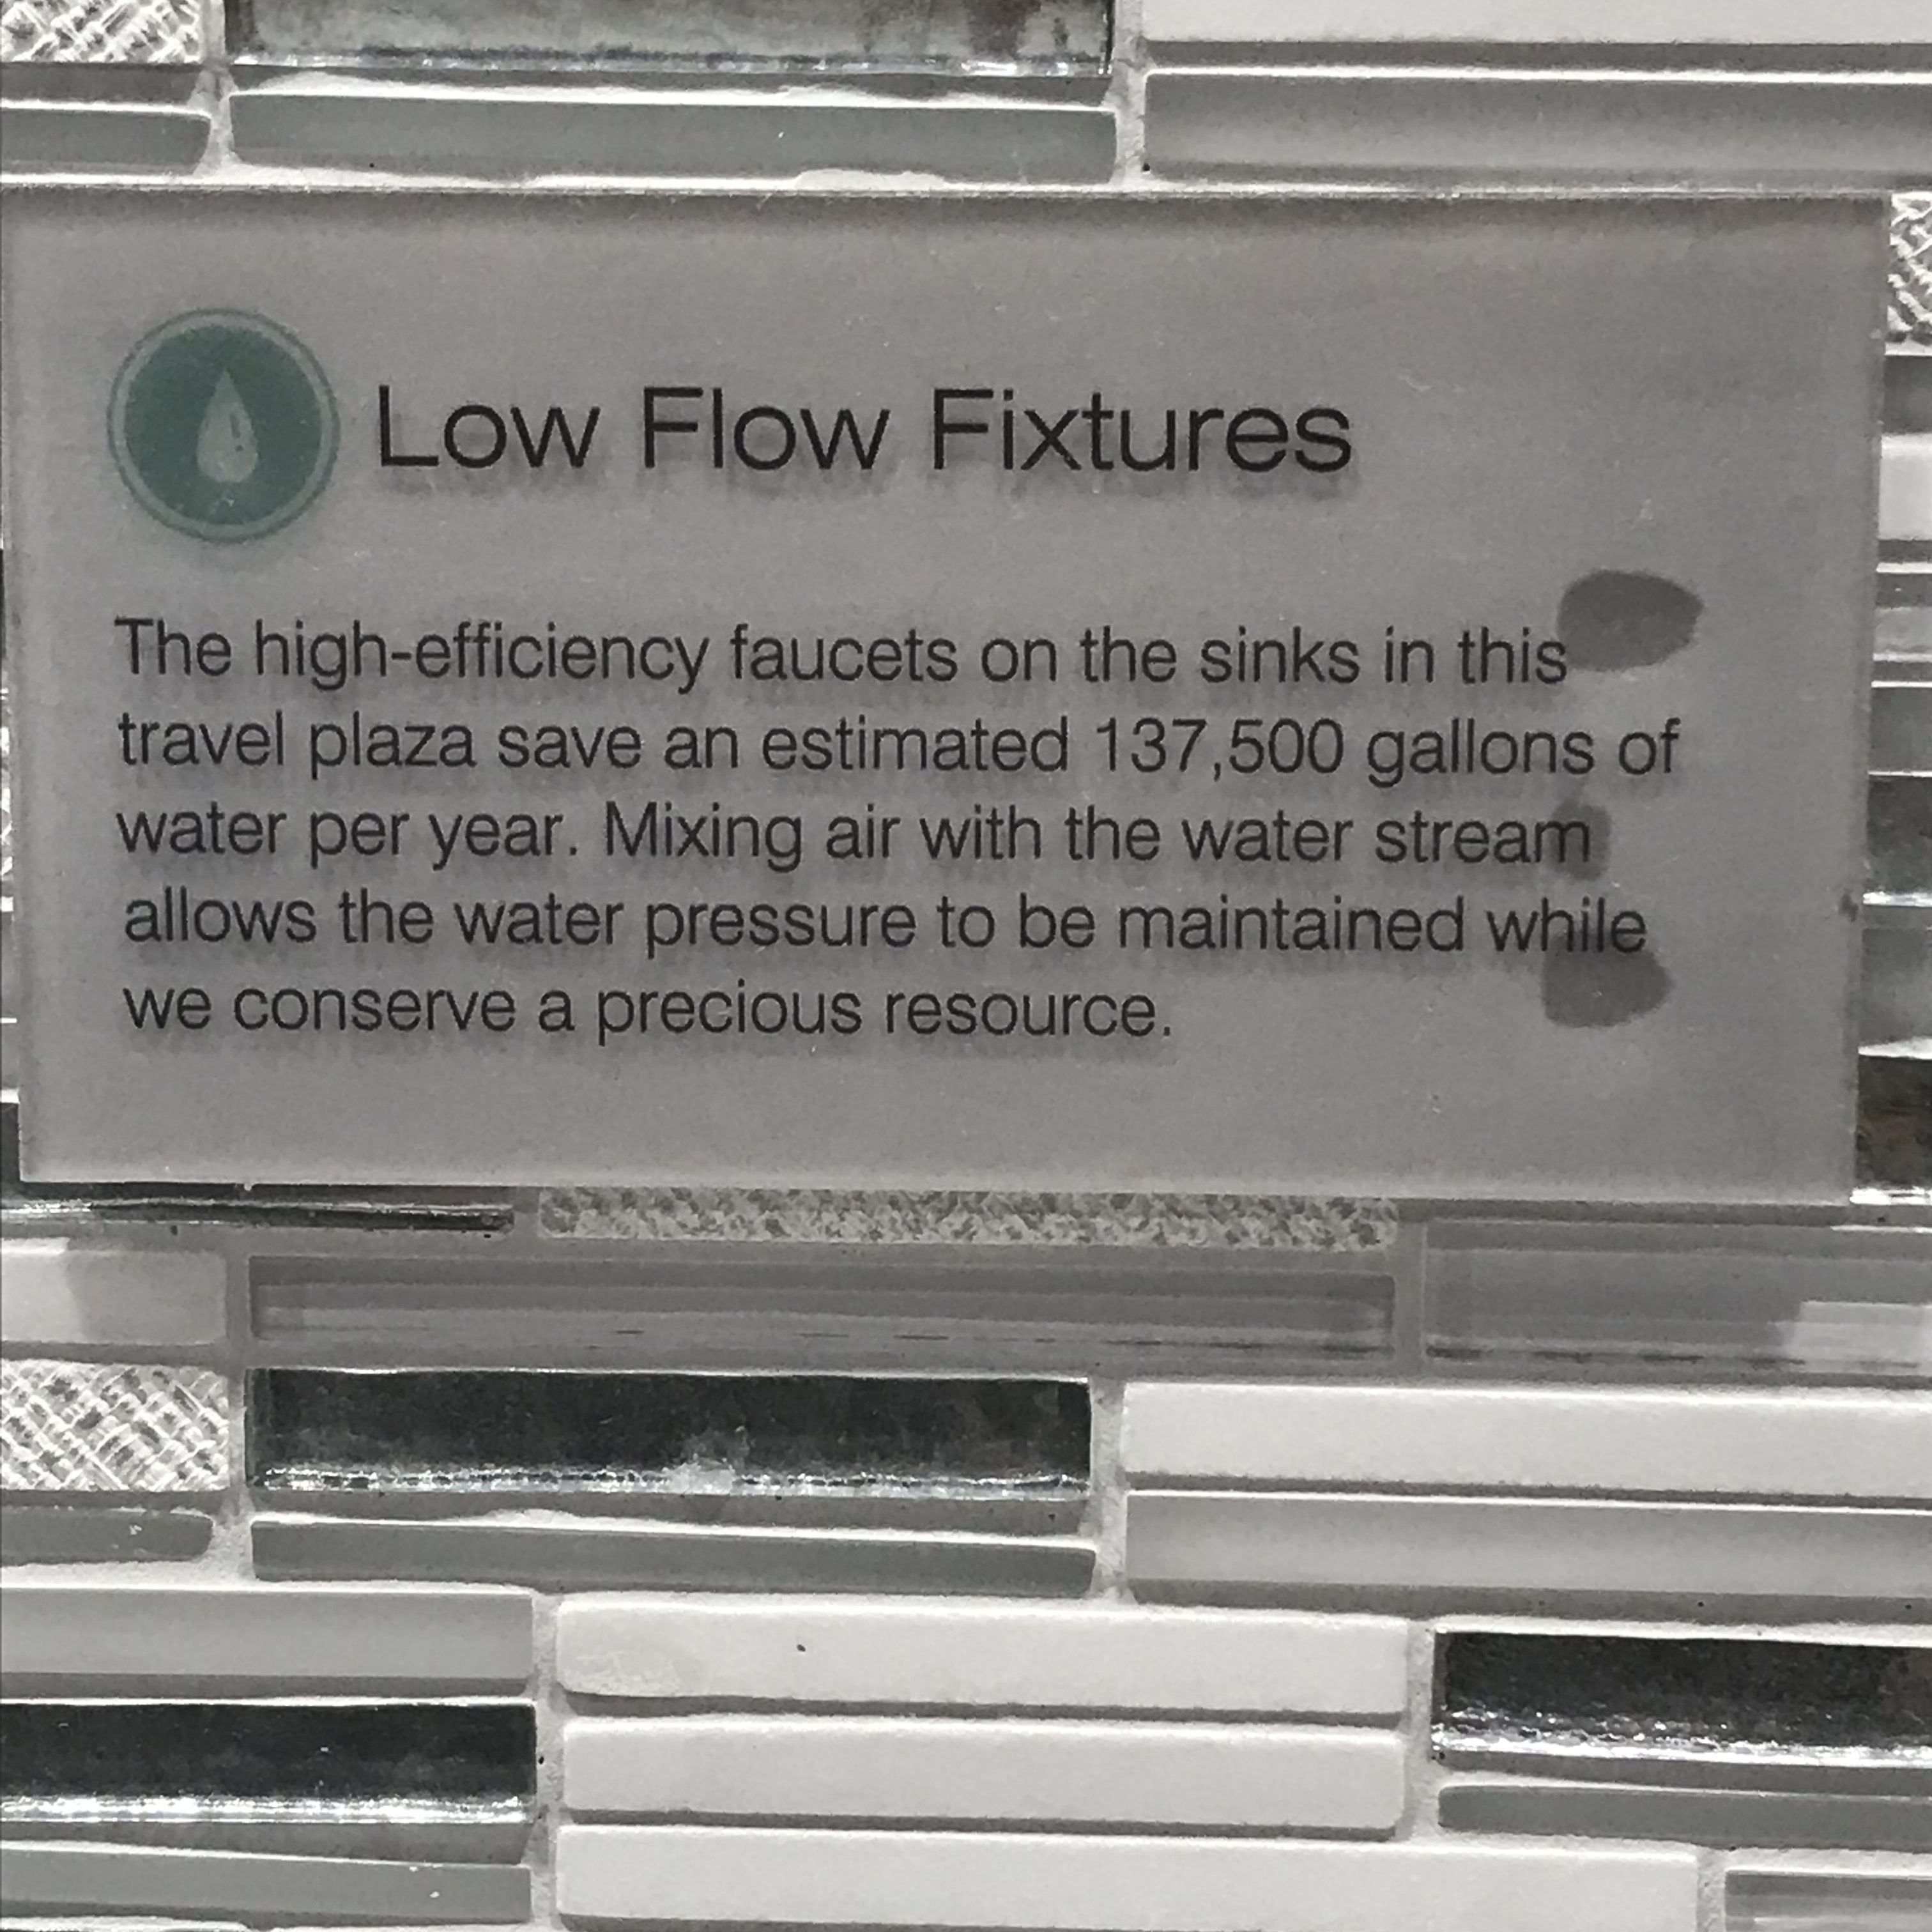 Low Flow Fixtures
The high-efficiency faucets on the sinks in this
travel plaza save an estimated 137,500 gallons of
water per year. Mixing air with the water stream
allows the water pressure to be maintained while
we conserve a precious resource.